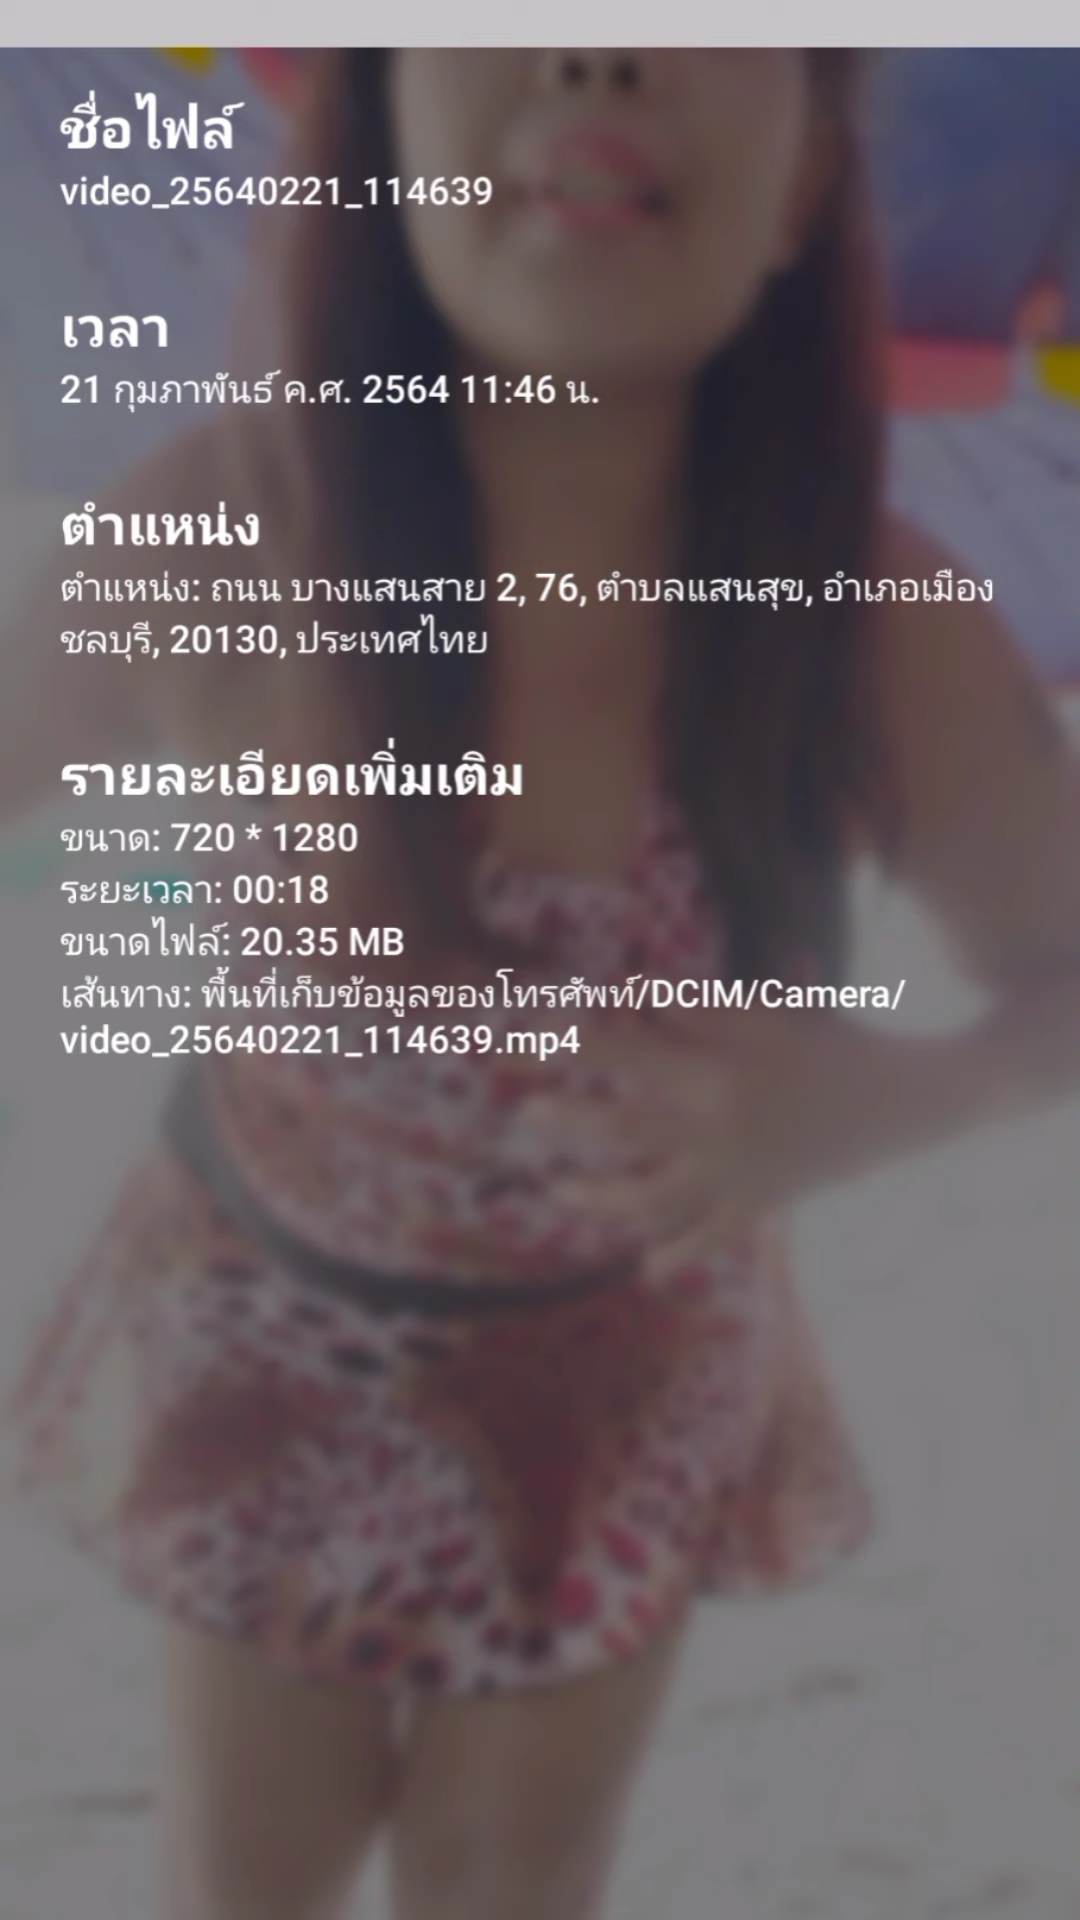 ชื่อไฟล์
video_25640221_114639
เวลา
21 กุมภาพันธ์ ค.ศ. 2564 11:46 น.
ตำแหน่ง
ตำแหน่ง: ถนน บางแสนสาย 2, 76, ตำบลแสนสุข, อำเภอเมือง
ชลบุรี, 20130, ประเทศไทย
รายละเอียดเพิ่มเติม
ขนาด: 720 * 1280
ระยะเวลา: 00:18
ขนาดไฟล์: 20.35 MB
เส้นทาง: พื้นที่เก็บข้อมูลของโทรศัพท์/DCIM/Camera/
video_25640221_114639.mp4